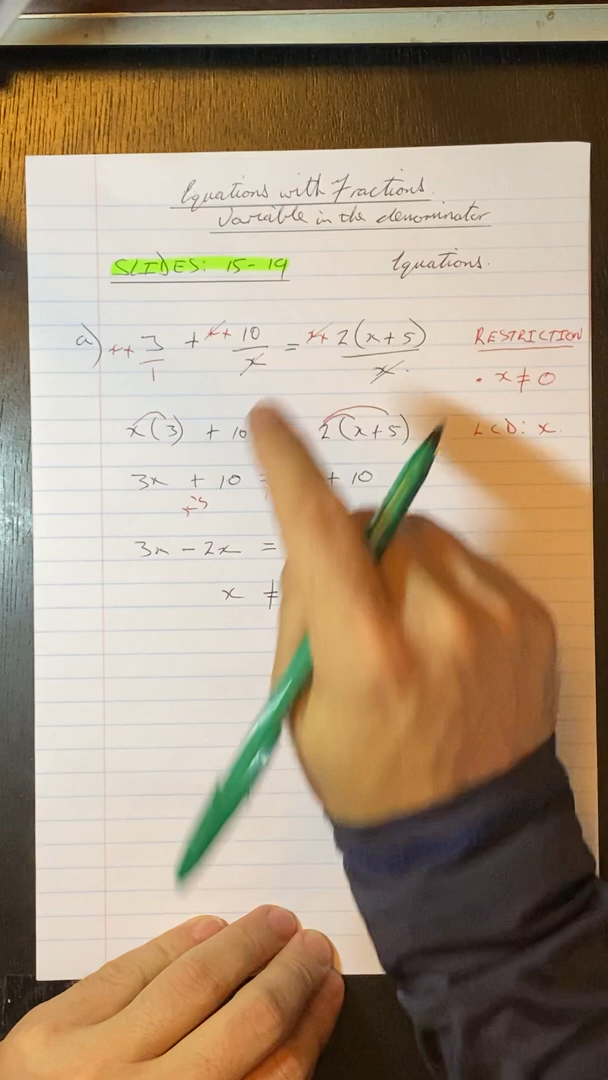 Equations with Fractions.
Variable in the denominator
SLIDES: 15-19 Equations.
a) x× 3/1 + x× 10/x = x× 2(x+5)/x RESTRICTION
• x ≠ 0
x(3) + 10 2(x+5) LCD: x
3x + 10 = + 10
x's
3x - 2x =
x ≠